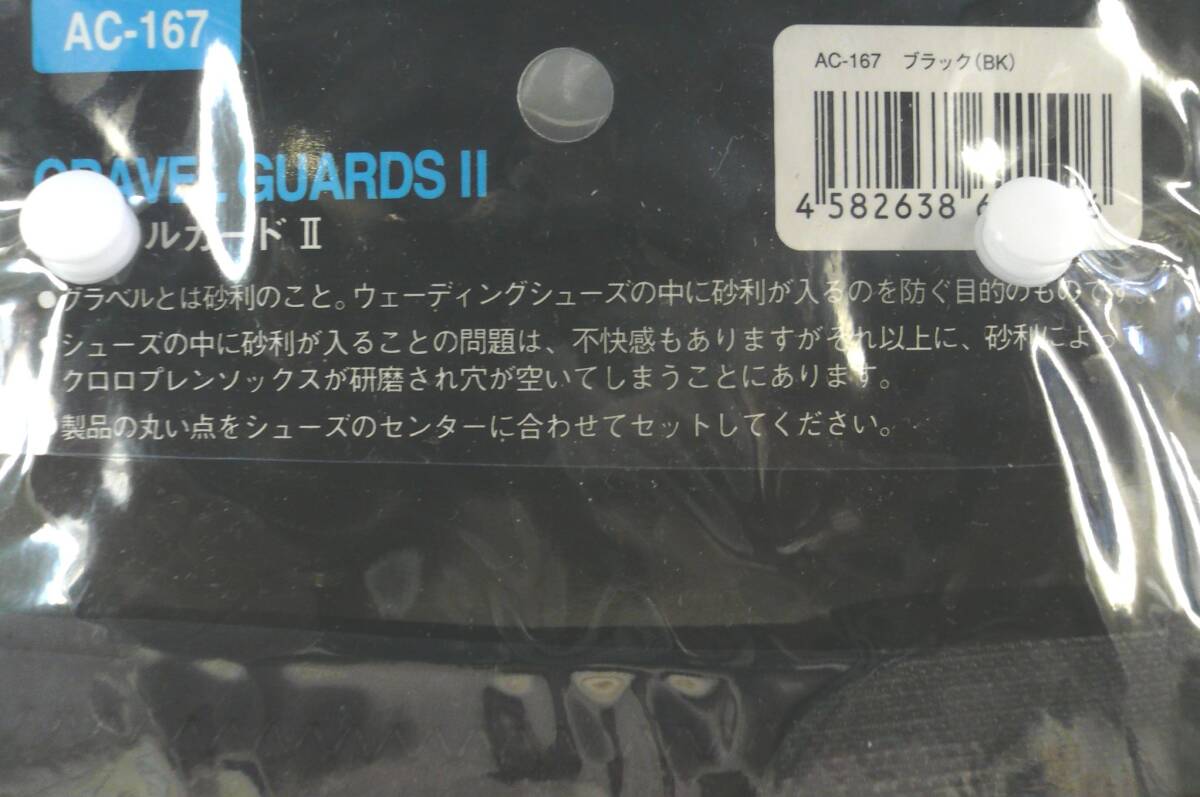 AC-167
AC-167 ブラック(BK)
4 582638
GUARDS II
ルガード II
●グラベルとは砂利のこと。ウェーディングシューズの中に砂利が入るのを防ぐ目的のものです。
シューズの中に砂利が入ることの問題は、不快感もありますがそれ以上に、砂利によって
クロロプレンソックスが研磨され穴が空いてしまうことにあります。
製品の丸い点をシューズのセンターに合わせてセットしてください。